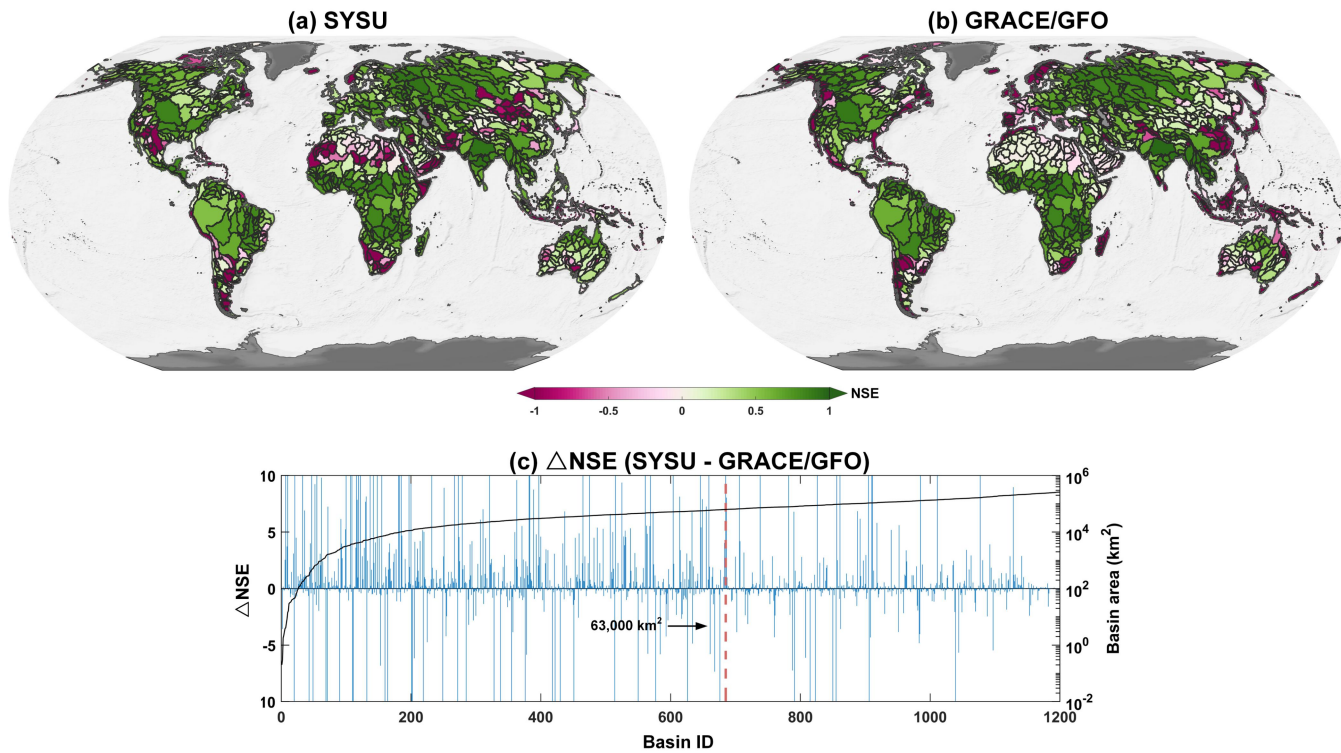 (a) SYSU
(b) GRACE/GFO
NSE
-1 -0.5 0 0.5 1
(c) △NSE (SYSU - GRACE/GFO)
10
5
0
-5
10
△NSE
63,000 km²
10⁶
10⁴
10²
10⁰
10⁻²
Basin area (km²)
0 200 400 600 800 1000 1200
Basin ID